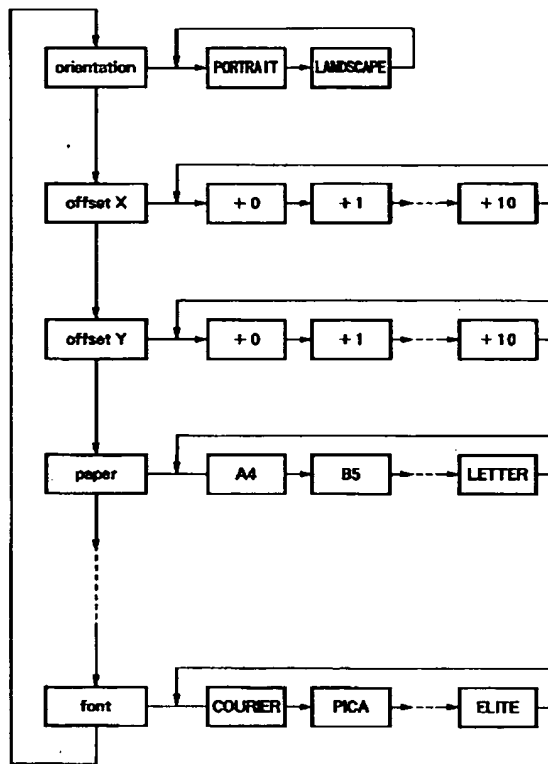 orientation PORTRAIT LANDSCAPE
offset X +0 +1 +10
offset Y +0 +1 +10
paper A4 B5 LETTER
font COURIER PICA ELITE